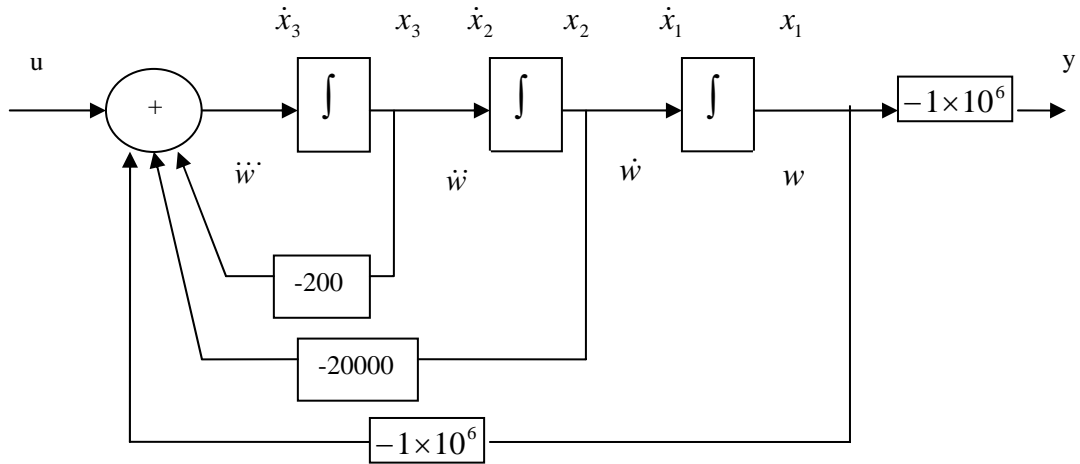 ẋ₃ x₃ ẋ₂ x₂ ẋ₁ x₁
u y
+ ∫ ∫ ∫ −1×10⁶
w⃛ ẅ ẇ w
-200
-20000
−1×10⁶